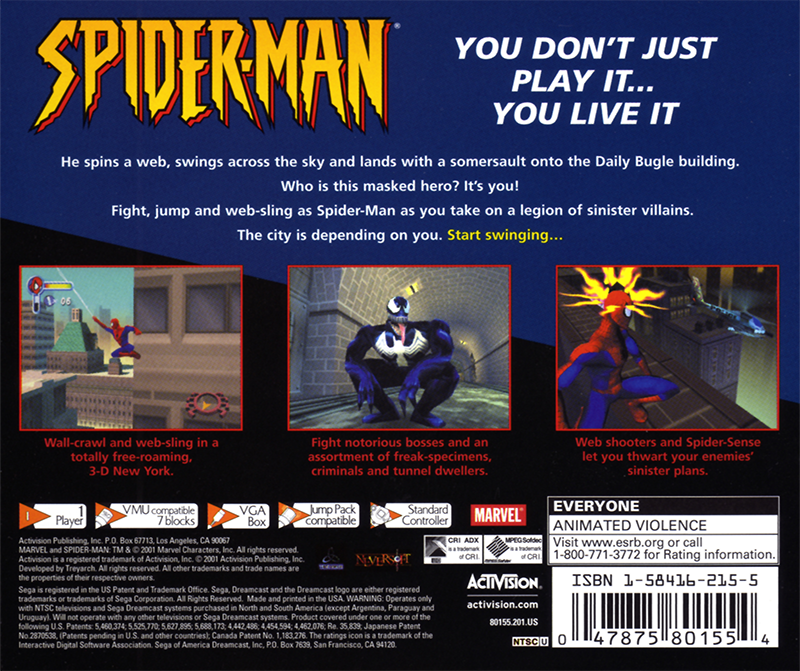 SPIDER-MAN®
YOU DON'T JUST
PLAY IT...
YOU LIVE IT
He spins a web, swings across the sky and lands with a somersault onto the Daily Bugle building.
Who is this masked hero? It's you!
Fight, jump and web-sling as Spider-Man as you take on a legion of sinister villains.
The city is depending on you. Start swinging...
Wall-crawl and web-sling in a
totally free-roaming,
3-D New York.
Fight notorious bosses and an
assortment of freak-specimens,
criminals and tunnel dwellers.
Web shooters and Spider-Sense
let you thwart your enemies'
sinister plans.
1
Player
VMU compatible
7 blocks
VGA
Box
Jump Pack
compatible
Standard
Controller
MARVEL
EVERYONE
ANIMATED VIOLENCE
Visit www.esrb.org or call
1-800-771-3772 for Rating information.
Activision Publishing, Inc. P.O. Box 67713, Los Angeles, CA 90067
MARVEL and SPIDER-MAN: TM & © 2001 Marvel Characters, Inc. All rights reserved.
Activision is a registered trademark of Activision, Inc. © 2001 Activision Publishing, Inc.
Developed by Treyarch. All rights reserved. All other trademarks and trade names are
the properties of their respective owners.
NEVERSOFT
CRI ADX
is a trademark
of CRI.
MPEG Sofdec
is a trademark
of CRI.
Sega is registered in the US Patent and Trademark Office. Sega, Dreamcast and the Dreamcast logo are either registered
trademarks or trademarks of Sega Corporation. All Rights Reserved. Made and printed in the USA. WARNING: Operates only
with NTSC televisions and Sega Dreamcast systems purchased in North and South America (except Argentina, Paraguay and
Uruguay). Will not operate with any other televisions or Sega Dreamcast systems. Product covered under one or more of the
following U.S. Patents: 5,460,374; 5,525,770; 5,627,895; 5,688,173; 4,442,486; 4,454,594; 4,462,076; Re. 35,839; Japanese Patent
No.2870538, (Patents pending in U.S. and other countries); Canada Patent No. 1,183,276. The ratings icon is a trademark of the
Interactive Digital Software Association. Sega of America Dreamcast, Inc, P.O. Box 7639, San Francisco, CA 94120.
ACTIVISION.
activision.com
80155.201.US
NTSC U
ISBN 1-58416-215-5
0 47875 80155 4